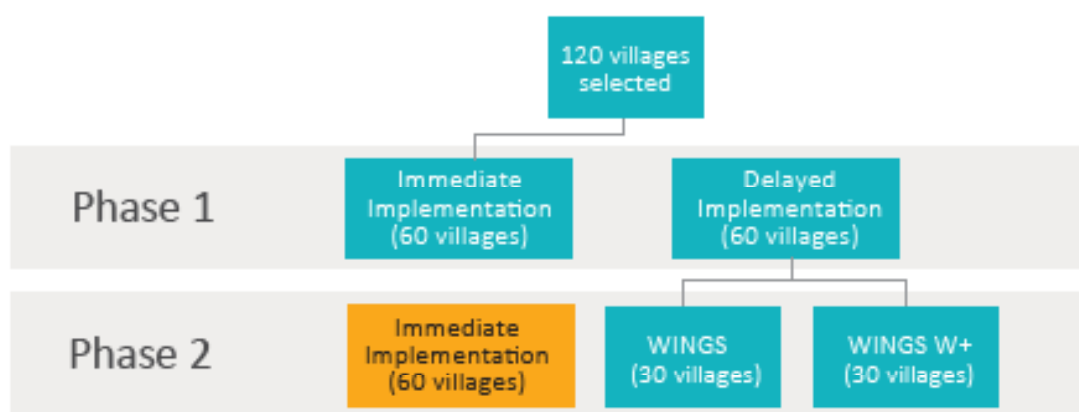 120 villages
selected
Phase 1
Immediate
Implementation
(60 villages)
Delayed
Implementation
(60 villages)
Phase 2
Immediate
Implementation
(60 villages)
WINGS
(30 villages)
WINGS W+
(30 villages)